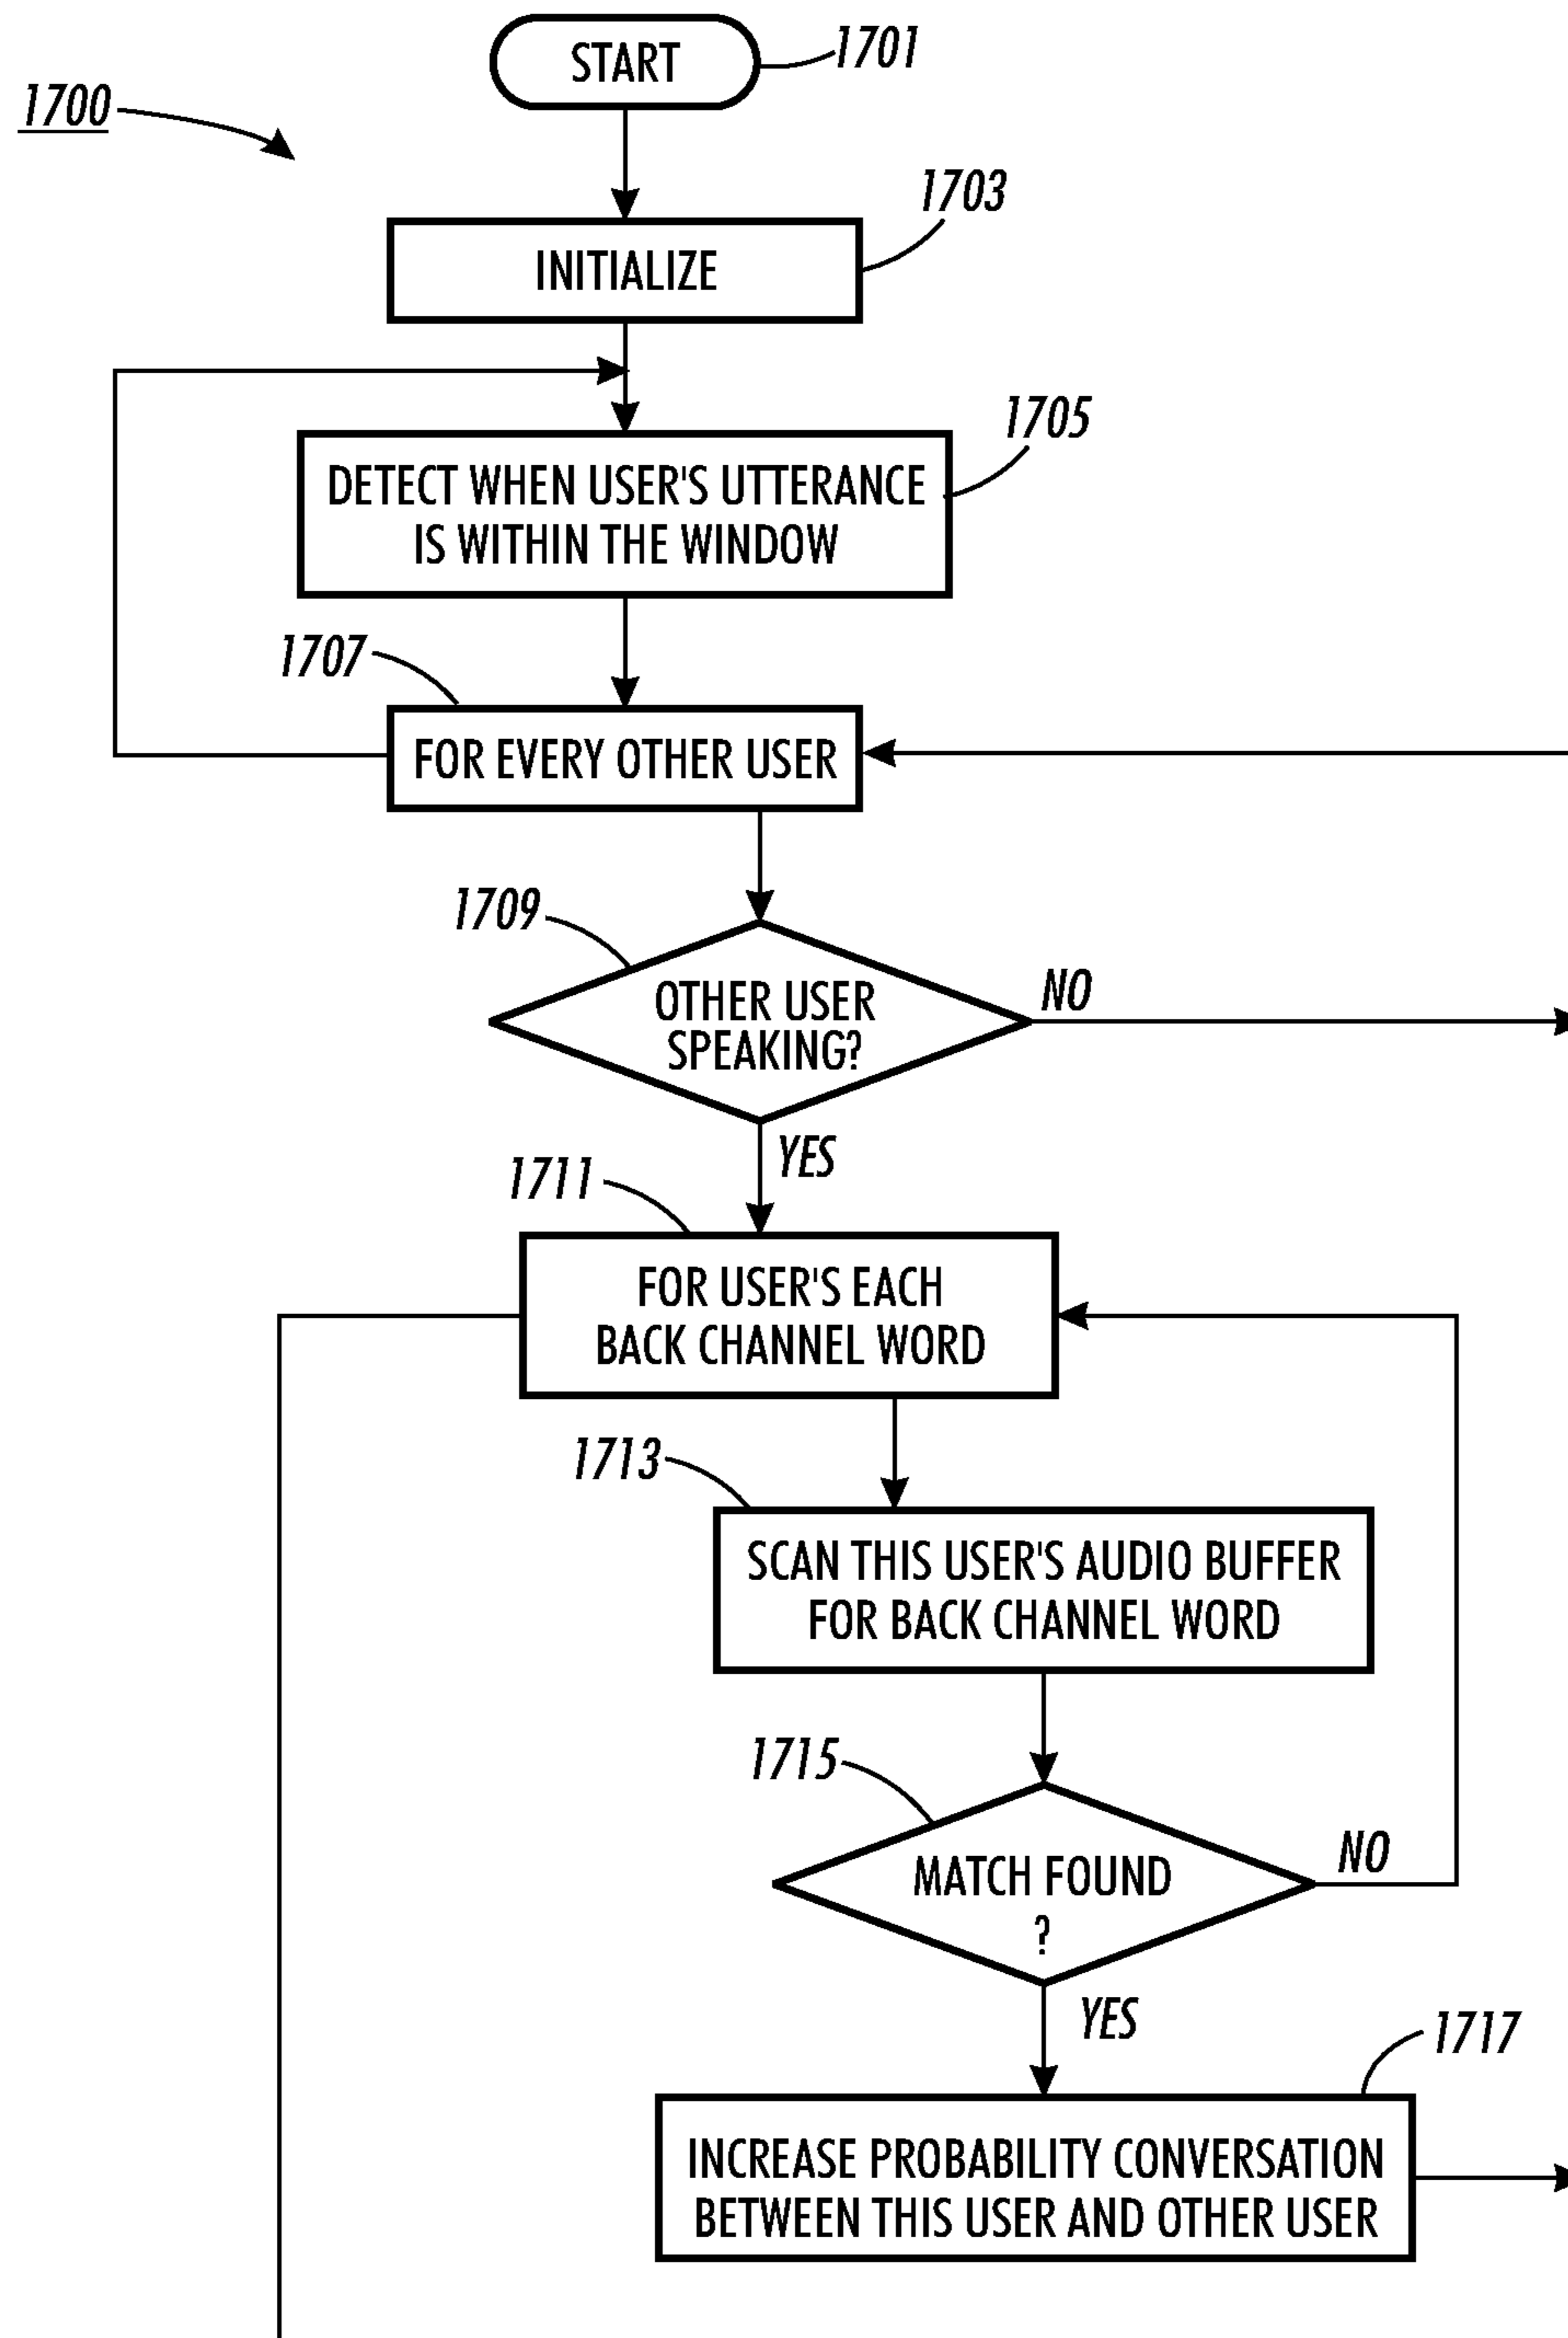 START
1701
1700
1703
INITIALIZE
1705
DETECT WHEN USER'S UTTERANCE
IS WITHIN THE WINDOW
1707
FOR EVERY OTHER USER
1709
OTHER USER
SPEAKING?
NO
YES
1711
FOR USER'S EACH
BACK CHANNEL WORD
1713
SCAN THIS USER'S AUDIO BUFFER
FOR BACK CHANNEL WORD
1715
MATCH FOUND
?
NO
YES
1717
INCREASE PROBABILITY CONVERSATION
BETWEEN THIS USER AND OTHER USER